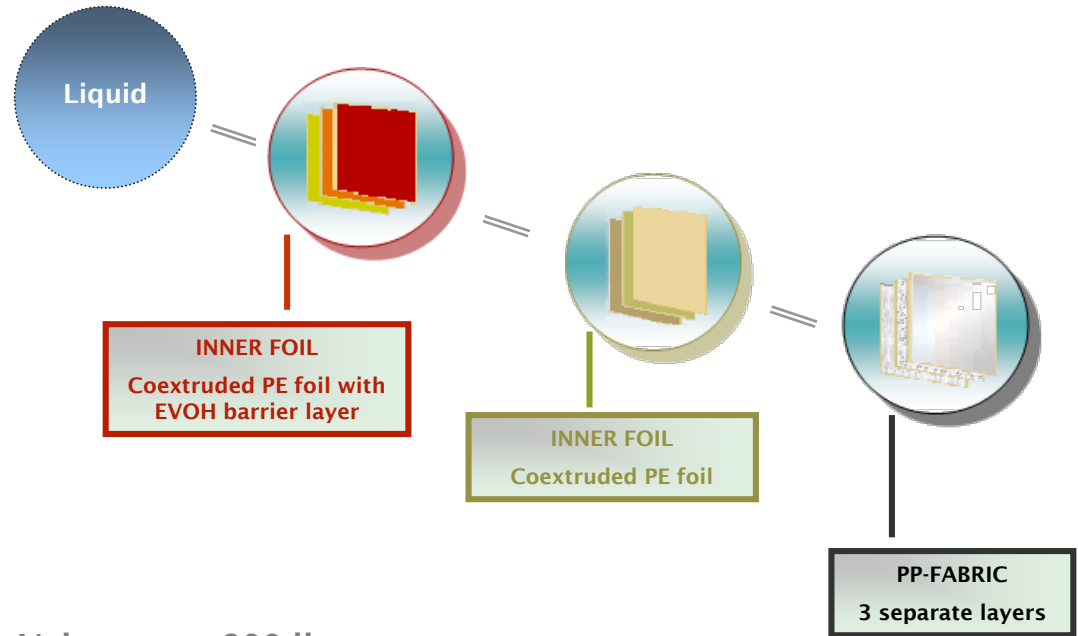 Liquid
INNER FOIL
Coextruded PE foil with
EVOH barrier layer
INNER FOIL
Coextruded PE foil
PP-FABRIC
3 separate layers